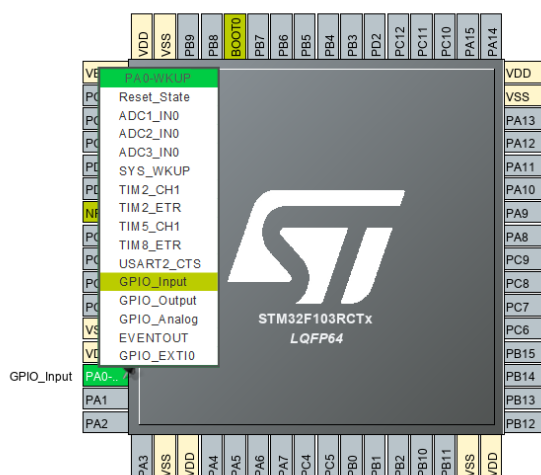 VDD
VSS
PB9
PB8
BOOT0
PB7
PB6
PB5
PB4
PB3
PD2
PC12
PC11
PC10
PA15
PA14
PA0-WKUP
Reset_State
ADC1_IN0
ADC2_IN0
ADC3_IN0
SYS_WKUP
TIM2_CH1
TIM2_ETR
TIM5_CH1
TIM8_ETR
USART2_CTS
GPIO_Input
GPIO_Output
GPIO_Analog
EVENTOUT
GPIO_EXTI0
GPIO_Input
PA0-..
PA1
PA2
STM32F103RCTx
LQFP64
VDD
VSS
PA13
PA12
PA11
PA10
PA9
PA8
PC9
PC8
PC7
PC6
PB15
PB14
PB13
PB12
PA3
VSS
VDD
PA4
PA5
PA6
PA7
PC4
PC5
PB0
PB1
PB2
PB10
PB11
VSS
VDD